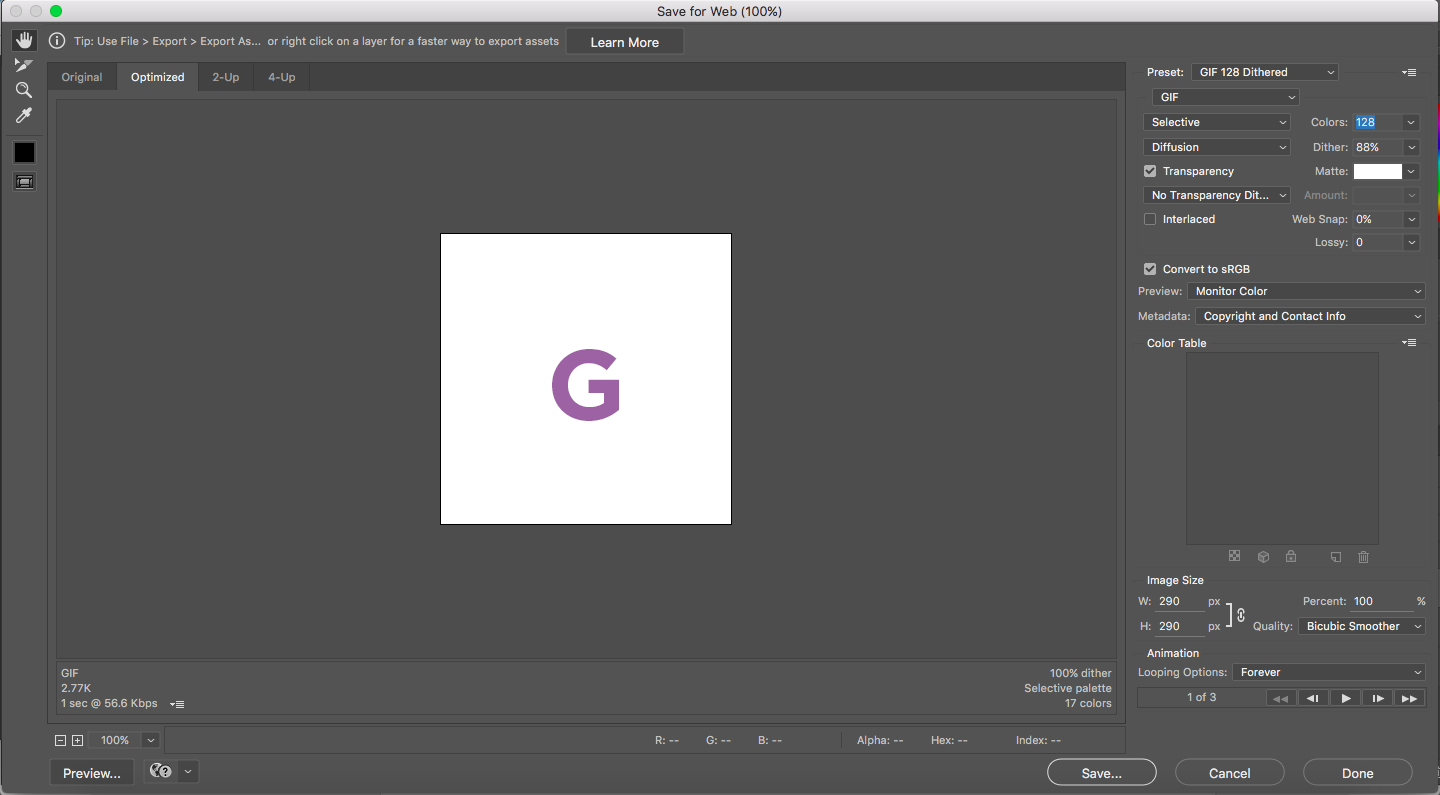 Save for Web (100%)
Tip: Use File > Export > Export As... or right click on a layer for a faster way to export assets
Learn More
Original Optimized 2-Up 4-Up
G
GIF
2.77K
1 sec @ 56.6 Kbps
100% dither
Selective palette
17 colors
100%
R: -- G: -- B: -- Alpha: -- Hex: -- Index: --
Preview...
Preset: GIF 128 Dithered
GIF
Selective Colors: 128
Diffusion Dither: 88%
Transparency Matte:
No Transparency Dit... Amount:
Interlaced Web Snap: 0%
Lossy: 0
Convert to sRGB
Preview: Monitor Color
Metadata: Copyright and Contact Info
Color Table
Image Size
W: 290 px Percent: 100 %
H: 290 px Quality: Bicubic Smoother
Animation
Looping Options: Forever
1 of 3
Save... Cancel Done